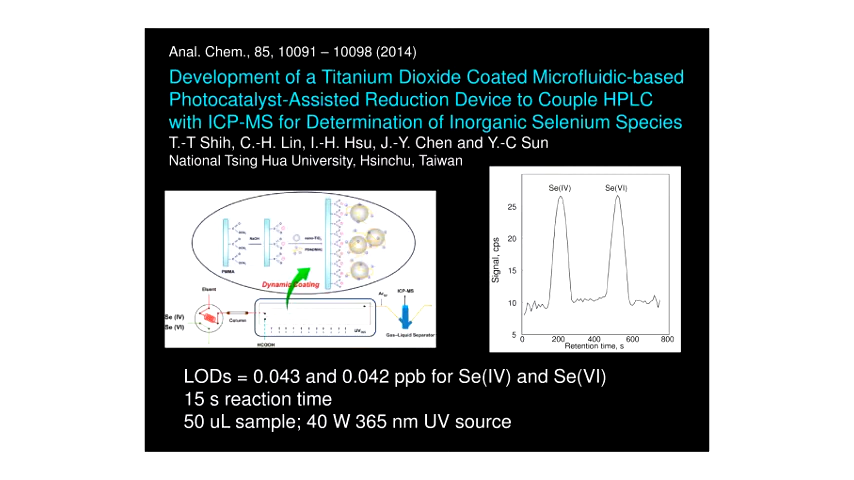 Anal. Chem., 85, 10091 – 10098 (2014)
Development of a Titanium Dioxide Coated Microfluidic-based
Photocatalyst-Assisted Reduction Device to Couple HPLC
with ICP-MS for Determination of Inorganic Selenium Species
T.-T Shih, C.-H. Lin, I.-H. Hsu, J.-Y. Chen and Y.-C Sun
National Tsing Hua University, Hsinchu, Taiwan
NaOH
PMMA
Dynamic Coating
Eluent
Se (IV)
Se (VI)
Column
HCOOH
ICP-MS
Gas–Liquid Separator
Se(IV) Se(VI)
Signal, cps
25
20
15
10
5
0 200 400 600 800
Retention time, s
LODs = 0.043 and 0.042 ppb for Se(IV) and Se(VI)
15 s reaction time
50 uL sample; 40 W 365 nm UV source